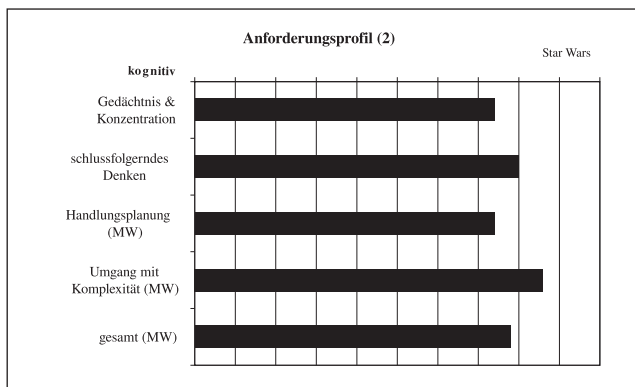 Anforderungsprofil (2)
Star Wars
kognitiv
Gedächtnis &
Konzentration
schlussfolgerndes
Denken
Handlungsplanung
(MW)
Umgang mit
Komplexität (MW)
gesamt (MW)